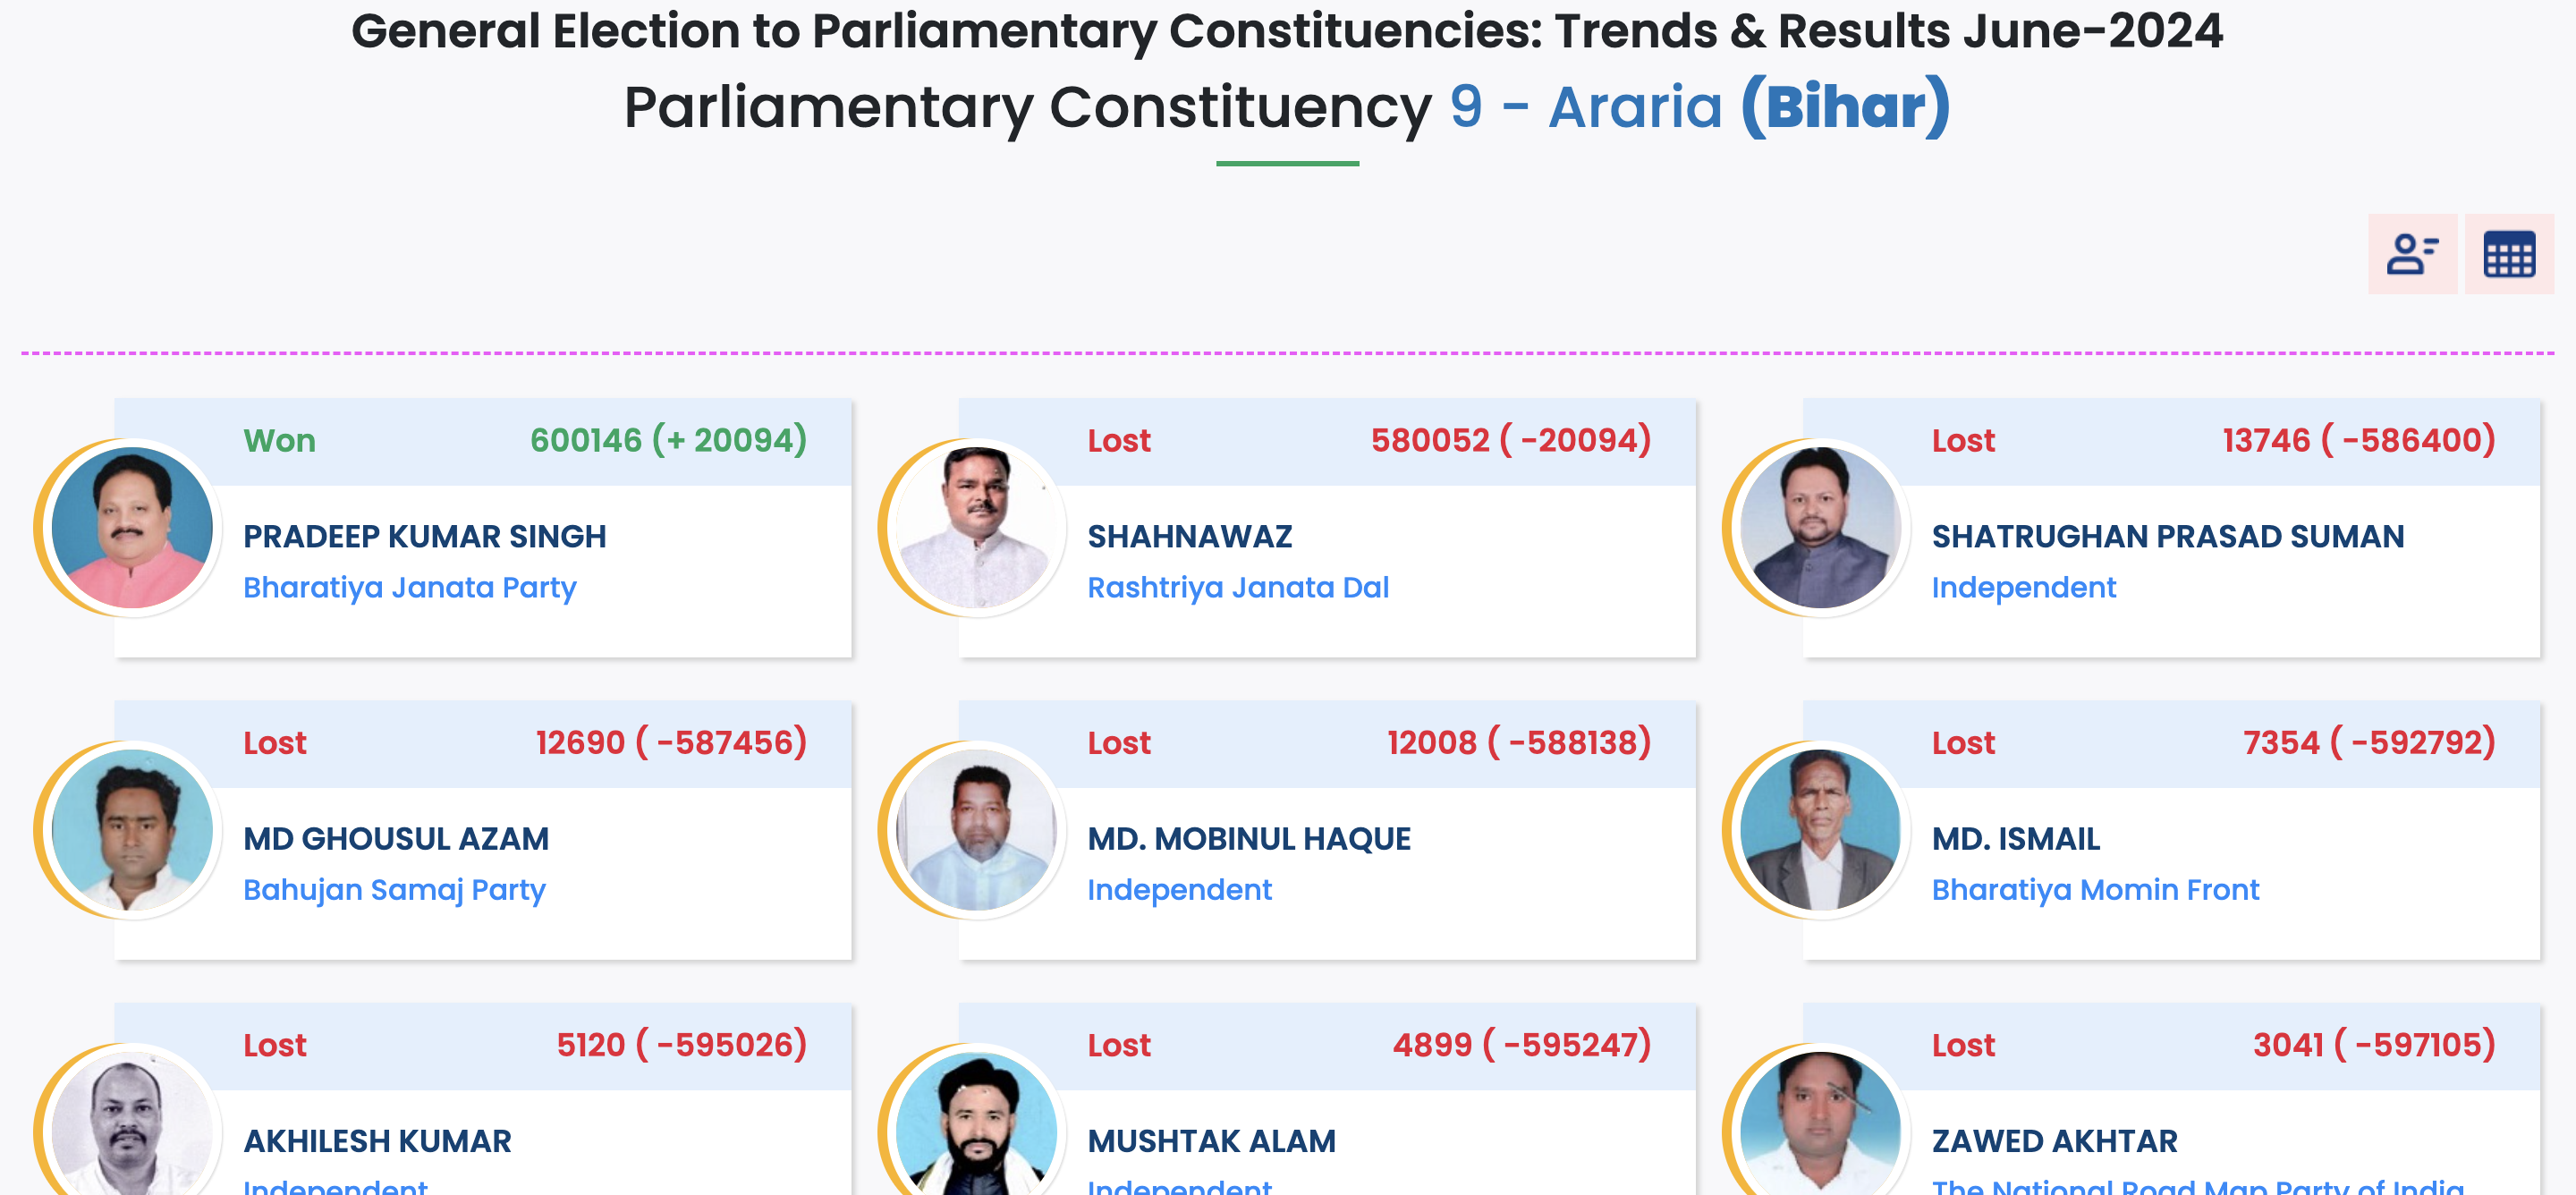 General Election to Parliamentary Constituencies: Trends & Results June-2024
Parliamentary Constituency 9 - Araria (Bihar)
Won 600146 (+ 20094)
PRADEEP KUMAR SINGH
Bharatiya Janata Party
Lost 580052 ( -20094)
SHAHNAWAZ
Rashtriya Janata Dal
Lost 13746 ( -586400)
SHATRUGHAN PRASAD SUMAN
Independent
Lost 12690 ( -587456)
MD GHOUSUL AZAM
Bahujan Samaj Party
Lost 12008 ( -588138)
MD. MOBINUL HAQUE
Independent
Lost 7354 ( -592792)
MD. ISMAIL
Bharatiya Momin Front
Lost 5120 ( -595026)
AKHILESH KUMAR
Independent
Lost 4899 ( -595247)
MUSHTAK ALAM
Independent
Lost 3041 ( -597105)
ZAWED AKHTAR
The National Road Map Party of India